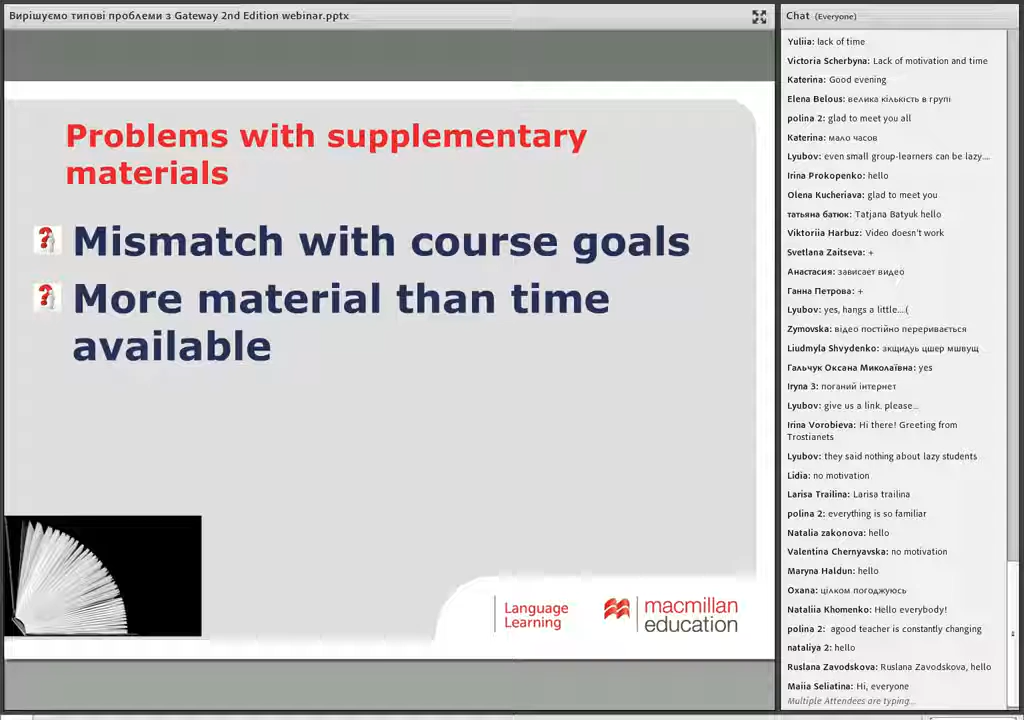 Вирішуємо типові проблеми з Gateway 2nd Edition webinar.pptx
Problems with supplementary
materials
Mismatch with course goals
More material than time
available
Language
Learning
macmillan
education
Chat (Everyone)
Yuliia: lack of time
Victoria Scherbyna: Lack of motivation and time
Katerina: Good evening
Elena Belous: велика кількість в групі
polina 2: glad to meet you all
Katerina: мало часов
Lyubov: even small group-learners can be lazy....
Irina Prokopenko: hello
Olena Kucheriava: glad to meet you
татьяна батюк: Tatjana Batyuk hello
Viktoriia Harbuz: Video doesn't work
Svetlana Zaitseva: +
Анастасия: зависает видео
Ганна Петрова: +
Lyubov: yes, hangs a little....(
Zymovska: відео постійно переривається
Liudmyla Shvydenko: зкщидуь цшер мшвущ
Гальчук Оксана Миколаївна: yes
Iryna 3: поганий інтернет
Lyubov: give us a link. please...
Irina Vorobieva: Hi there! Greeting from
Trostianets
Lyubov: they said nothing about lazy students
Lidia: no motivation
Larisa Trailina: Larisa trailina
polina 2: everything is so familiar
Natalia zakonova: hello
Valentina Chernyavska: no motivation
Maryna Haldun: hello
Оxана: цілком погоджуюсь
Nataliia Khomenko: Hello everybody!
polina 2: agood teacher is constantly changing
nataliya 2: hello
Ruslana Zavodskova: Ruslana Zavodskova, hello
Maiia Seliatina: Hi, everyone
Multiple Attendees are typing...